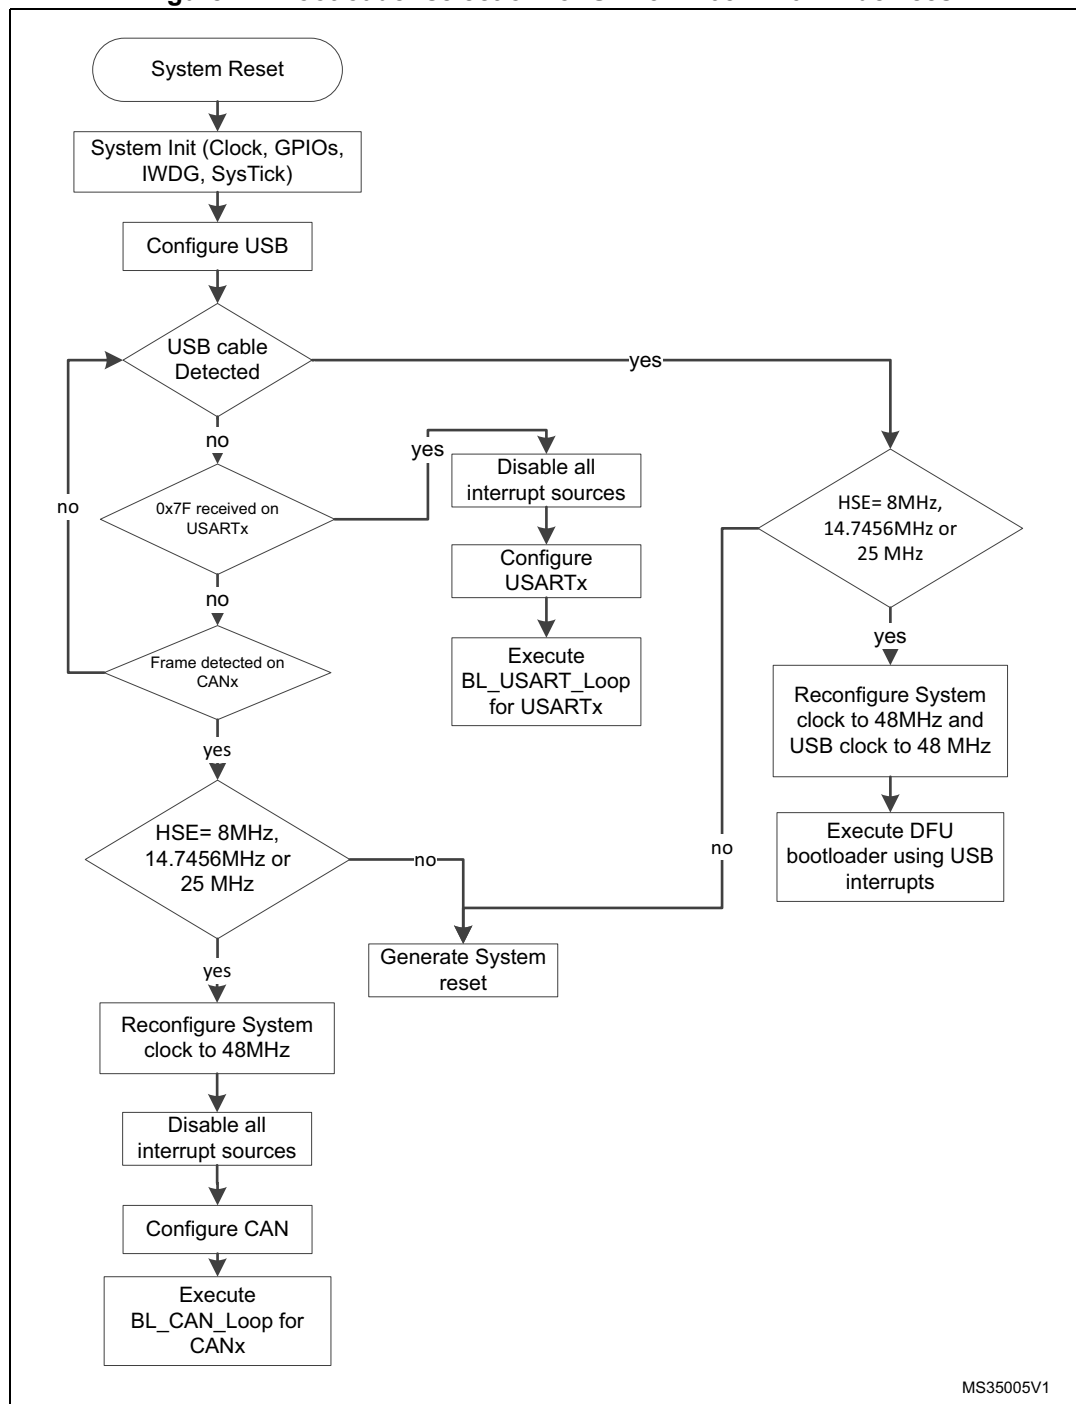 System Reset
System Init (Clock, GPIOs,
IWDG, SysTick)
Configure USB
USB cable
Detected
yes
no
yes
Disable all
interrupt sources
HSE= 8MHz,
14.7456MHz or
25 MHz
no
0x7F received on
USARTx
Configure
USARTx
no
yes
Execute
BL_USART_Loop
for USARTx
Frame detected on
CANx
Reconfigure System
clock to 48MHz and
USB clock to 48 MHz
yes
HSE= 8MHz,
14.7456MHz or
25 MHz
no
no
Execute DFU
bootloader using USB
interrupts
Generate System
reset
yes
Reconfigure System
clock to 48MHz
Disable all
interrupt sources
Configure CAN
Execute
BL_CAN_Loop for
CANx
MS35005V1